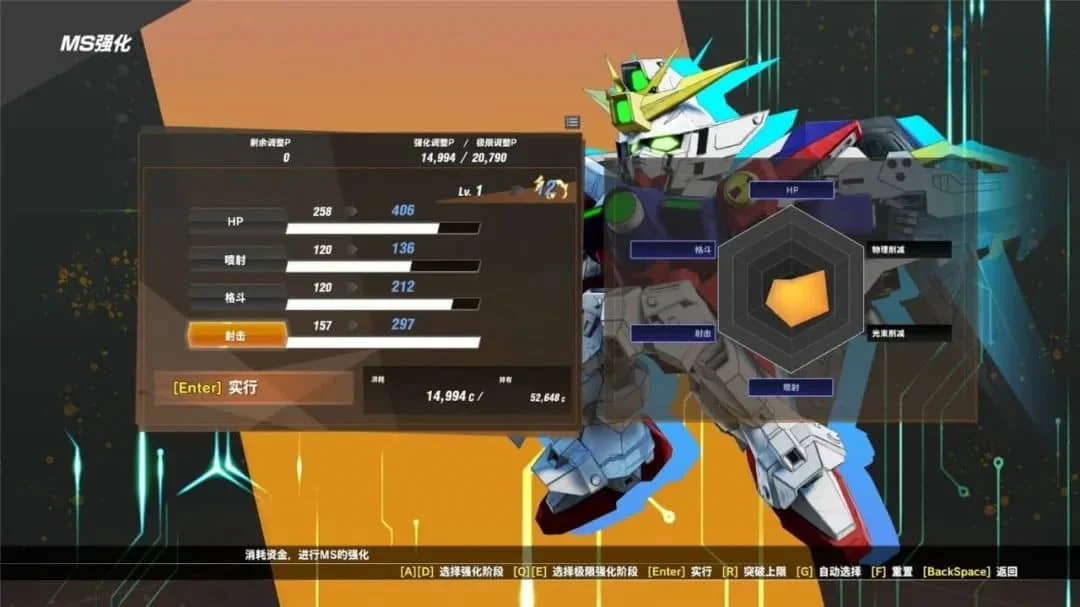 MS强化
剩余调整P 强化调整P / 极限调整P
0 14,994 / 20,790
Lv. 1 12
HP 258 406
喷射 120 136
格斗 120 212
射击 157 297
[Enter] 实行
消耗 持有
14,994 c / 52,648 c
HP
格斗 物理削减
射击 光束削减
喷射
消耗资金，进行MS的强化
[A][D] 选择强化阶段 [Q][E] 选择极限强化阶段 [Enter] 实行 [R] 突破上限 [G] 自动选择 [F] 重置 [BackSpace] 返回